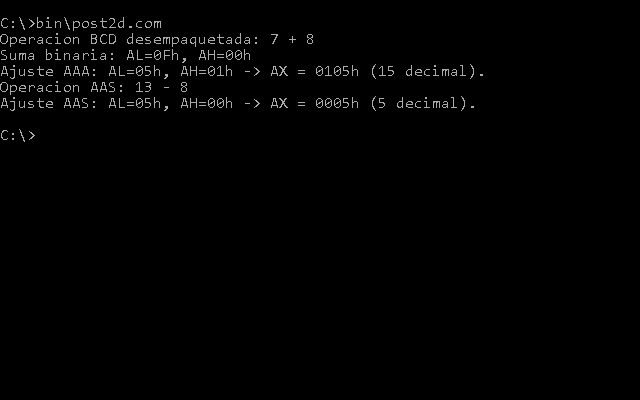 C:\>bin\post2d.com
Operacion BCD desempaquetada: 7 + 8
Suma binaria: AL=0Fh, AH=00h
Ajuste AAA: AL=05h, AH=01h -> AX = 0105h (15 decimal).
Operacion AAS: 13 - 8
Ajuste AAS: AL=05h, AH=00h -> AX = 0005h (5 decimal).
C:\>